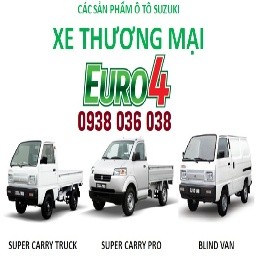 CÁC SẢN PHẨM Ô TÔ SUZUKI
XE THƯƠNG MẠI
EURO4
0938 036 038
SUPER CARRY TRUCK
SUPER CARRY PRO
BLIND VAN